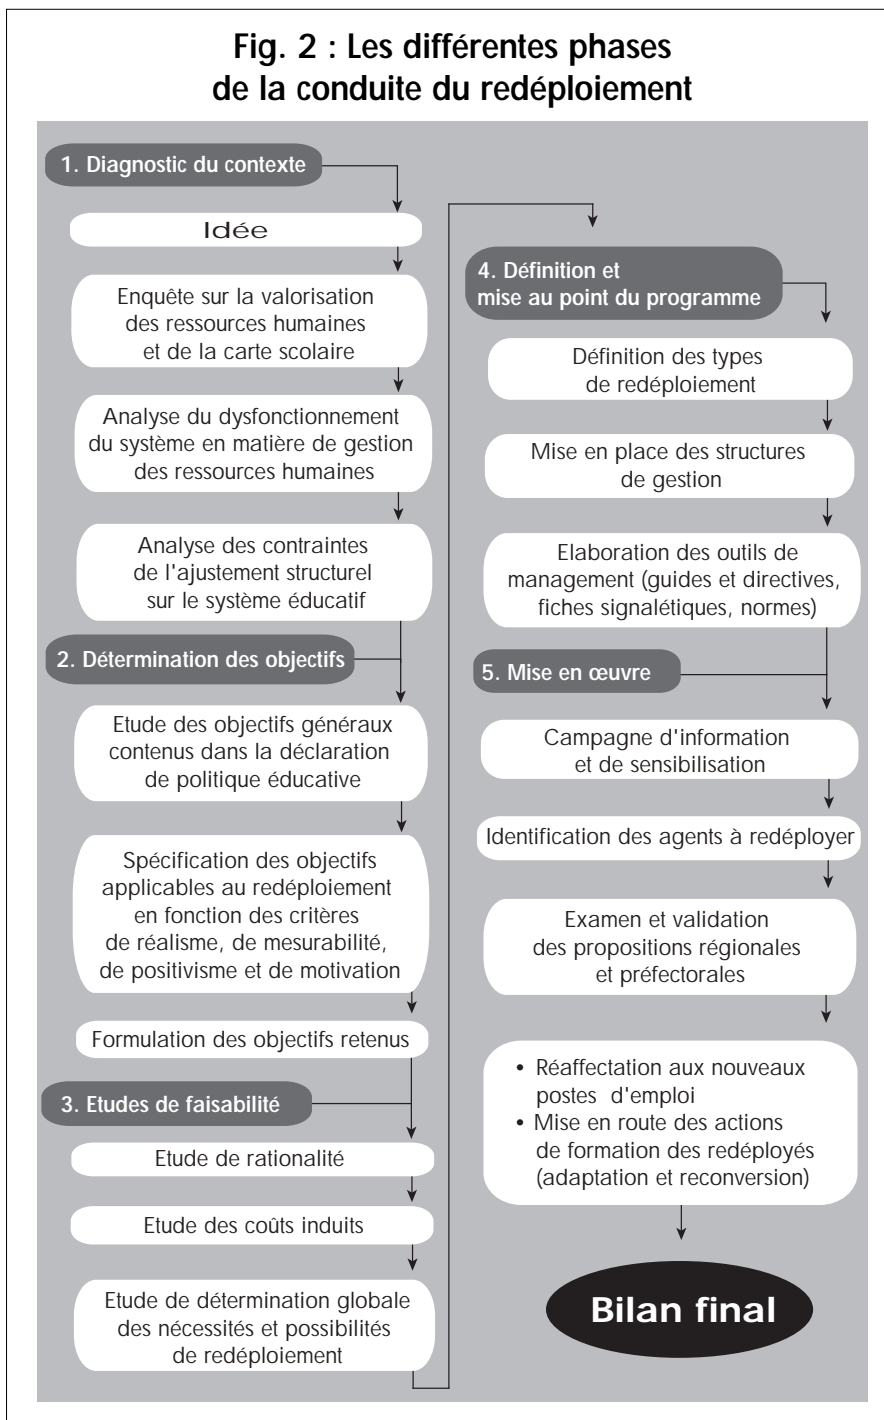 Fig. 2 : Les différentes phases
de la conduite du redéploiement
1. Diagnostic du contexte
Idée
Enquête sur la valorisation
des ressources humaines
et de la carte scolaire
Analyse du dysfonctionnement
du système en matière de gestion
des ressources humaines
Analyse des contraintes
de l'ajustement structurel
sur le système éducatif
2. Détermination des objectifs
Etude des objectifs généraux
contenus dans la déclaration
de politique éducative
Spécification des objectifs
applicables au redéploiement
en fonction des critères
de réalisme, de mesurabilité,
de positivisme et de motivation
Formulation des objectifs retenus
3. Etudes de faisabilité
Etude de rationalité
Etude des coûts induits
Etude de détermination globale
des nécessités et possibilités
de redéploiement
4. Définition et
mise au point du programme
Définition des types
de redéploiement
Mise en place des structures
de gestion
Elaboration des outils de
management (guides et directives,
fiches signalétiques, normes)
5. Mise en œuvre
Campagne d'information
et de sensibilisation
Identification des agents à redéployer
Examen et validation
des propositions régionales
et préfectorales
• Réaffectation aux nouveaux
postes d'emploi
• Mise en route des actions
de formation des redéployés
(adaptation et reconversion)
Bilan final